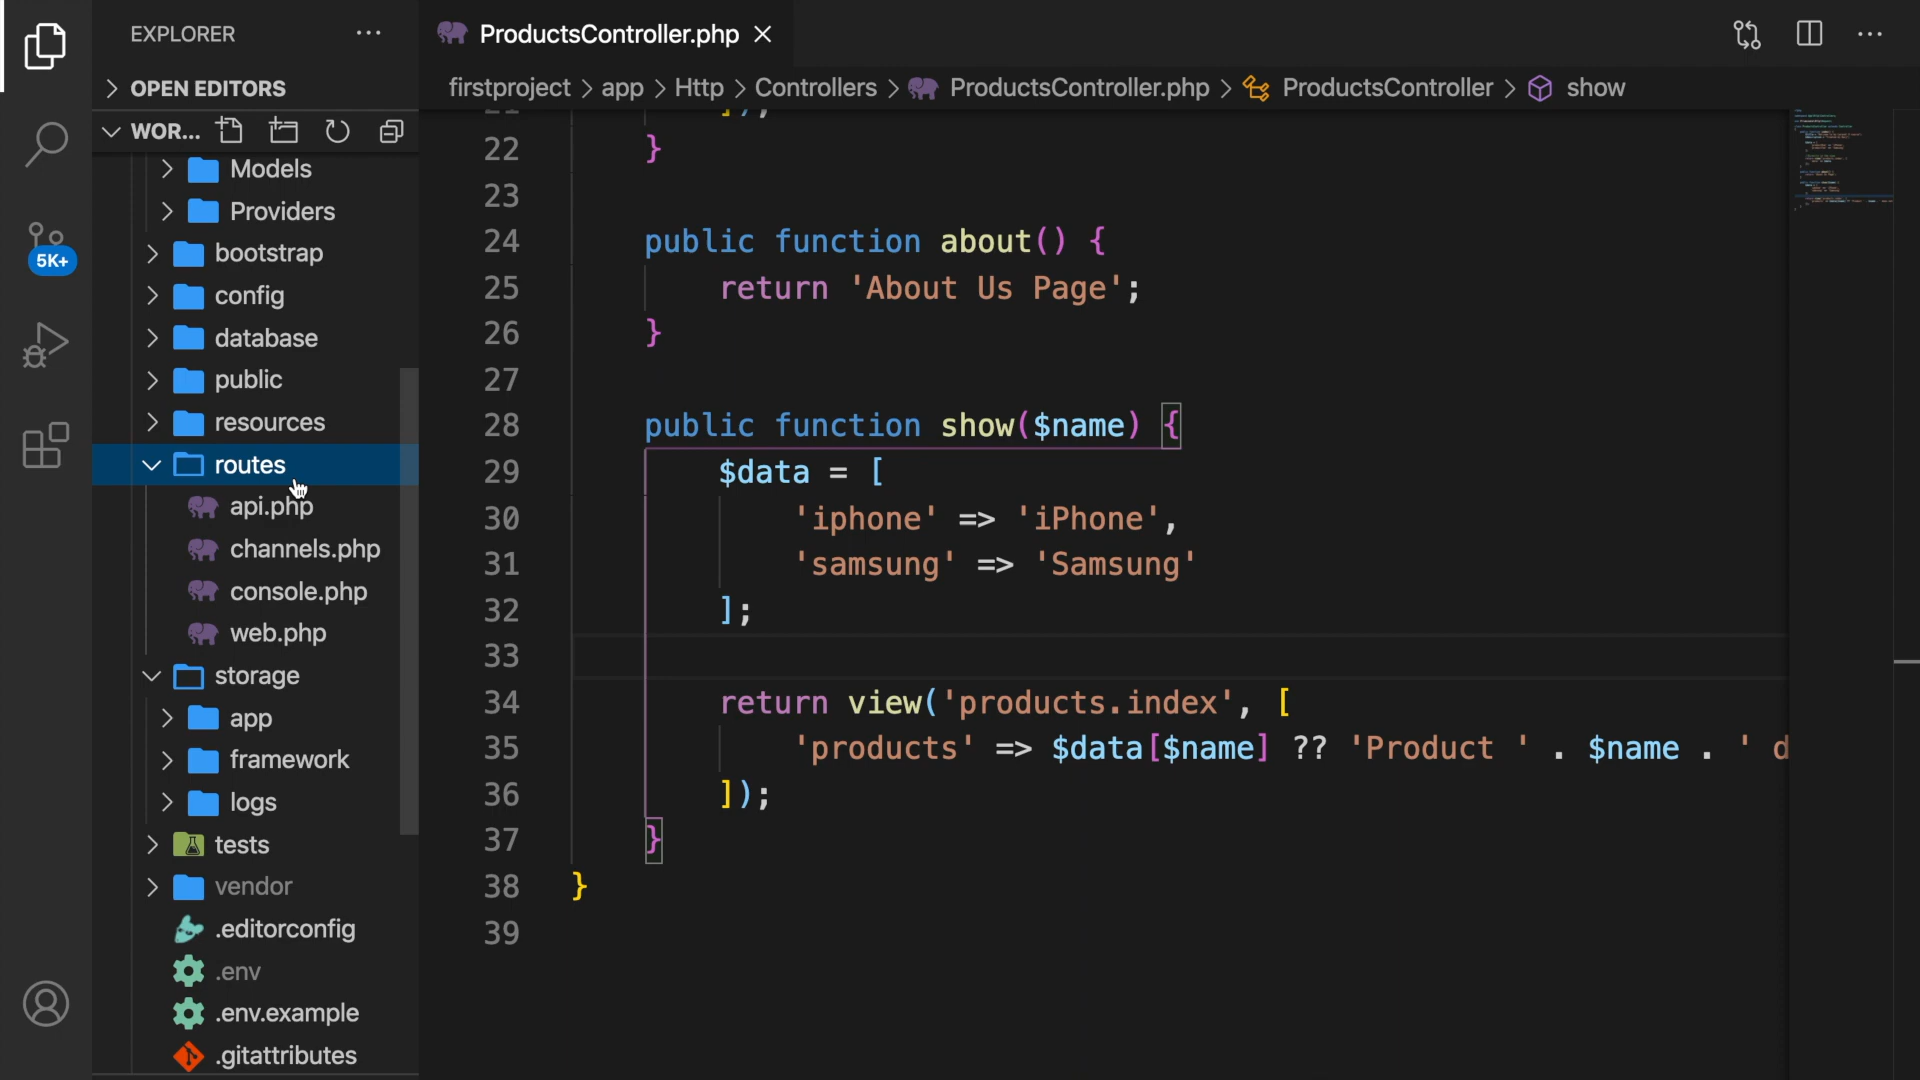 EXPLORER
OPEN EDITORS
WOR...
Models
Providers
bootstrap
config
database
public
resources
routes
api.php
channels.php
console.php
web.php
storage
app
framework
logs
tests
vendor
.editorconfig
.env
.env.example
.gitattributes
5K+
ProductsController.php
firstproject > app > Http > Controllers > ProductsController.php > ProductsController > show
22 }
23
24 public function about() {
25 return 'About Us Page';
26 }
27
28 public function show($name) {
29 $data = [
30 'iphone' => 'iPhone',
31 'samsung' => 'Samsung'
32 ];
33
34 return view('products.index', [
35 'products' => $data[$name] ?? 'Product ' . $name . ' d
36 ]);
37 }
38 }
39